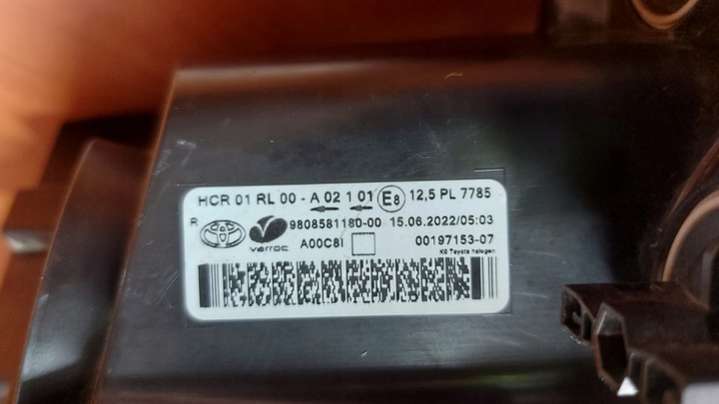 HCR 01 RL 00 - A 02 1 01 E8 12,5 PL 7785
R varroc 9808581180-00 15.06.2022/05:03
A00C8I 00197153-07
K0 Toyota halogen